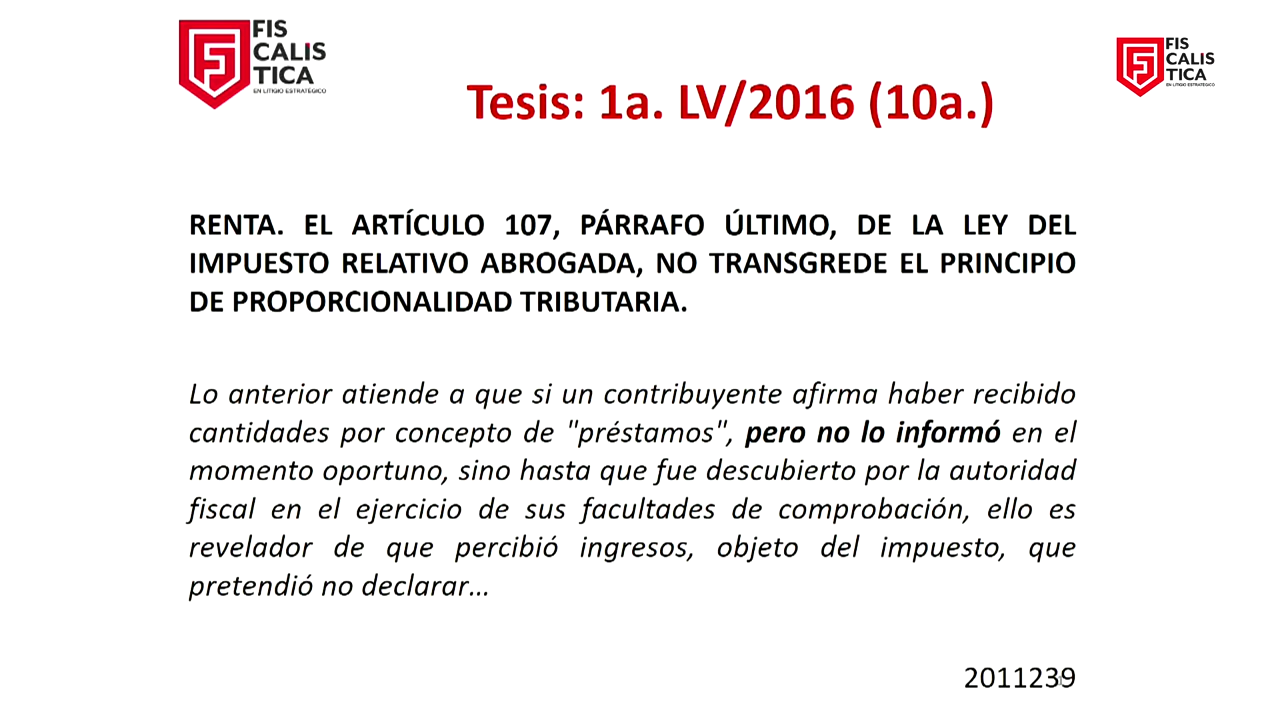 FIS
CALIS
TICA
EN LITIGIO ESTRATÉGICO
FIS
CALIS
TICA
EN LITIGIO ESTRATÉGICO
Tesis: 1a. LV/2016 (10a.)
RENTA. EL ARTÍCULO 107, PÁRRAFO ÚLTIMO, DE LA LEY DEL
IMPUESTO RELATIVO ABROGADA, NO TRANSGREDE EL PRINCIPIO
DE PROPORCIONALIDAD TRIBUTARIA.
Lo anterior atiende a que si un contribuyente afirma haber recibido
cantidades por concepto de "préstamos", pero no lo informó en el
momento oportuno, sino hasta que fue descubierto por la autoridad
fiscal en el ejercicio de sus facultades de comprobación, ello es
revelador de que percibió ingresos, objeto del impuesto, que
pretendió no declarar...
2011239